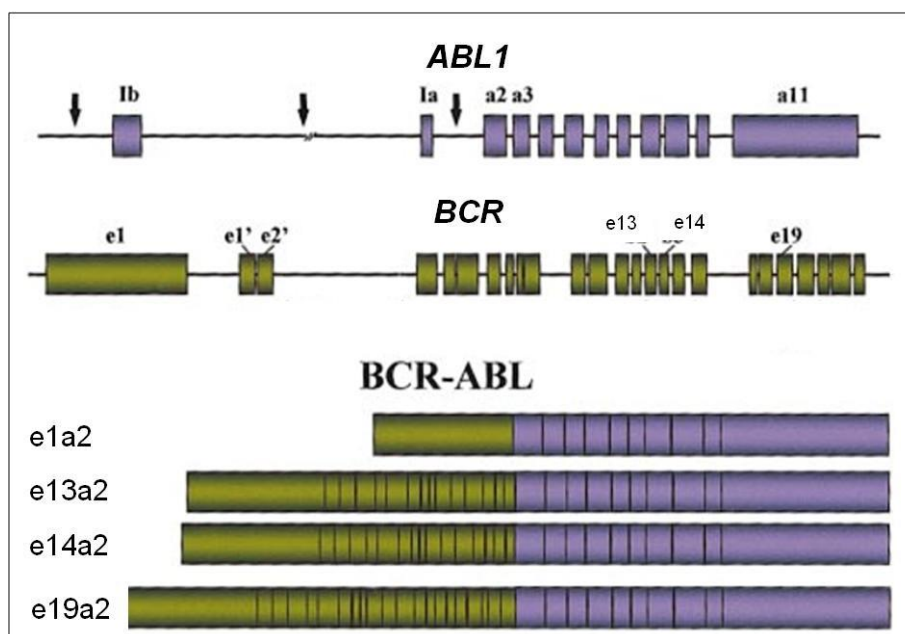 ABL1
Ib Ia a2 a3 a11
BCR
e1 e1’ e2’ e13 e14 e19
BCR-ABL
e1a2
e13a2
e14a2
e19a2